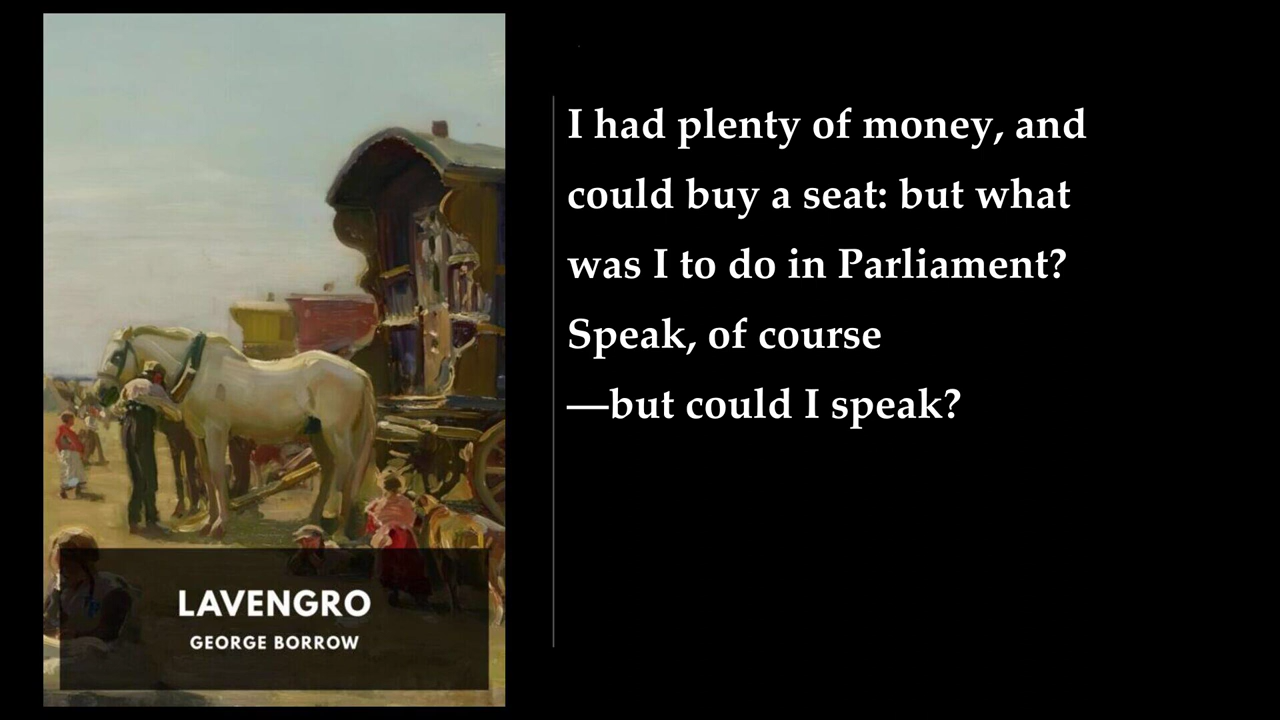 LAVENGRO
GEORGE BORROW
I had plenty of money, and
could buy a seat: but what
was I to do in Parliament?
Speak, of course
—but could I speak?